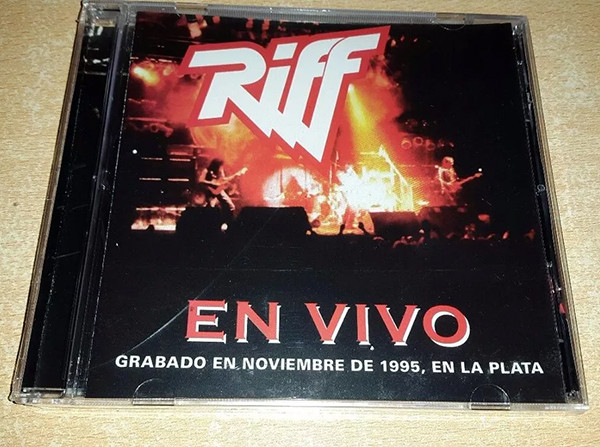 Riff
EN VIVO
GRABADO EN NOVIEMBRE DE 1995, EN LA PLATA